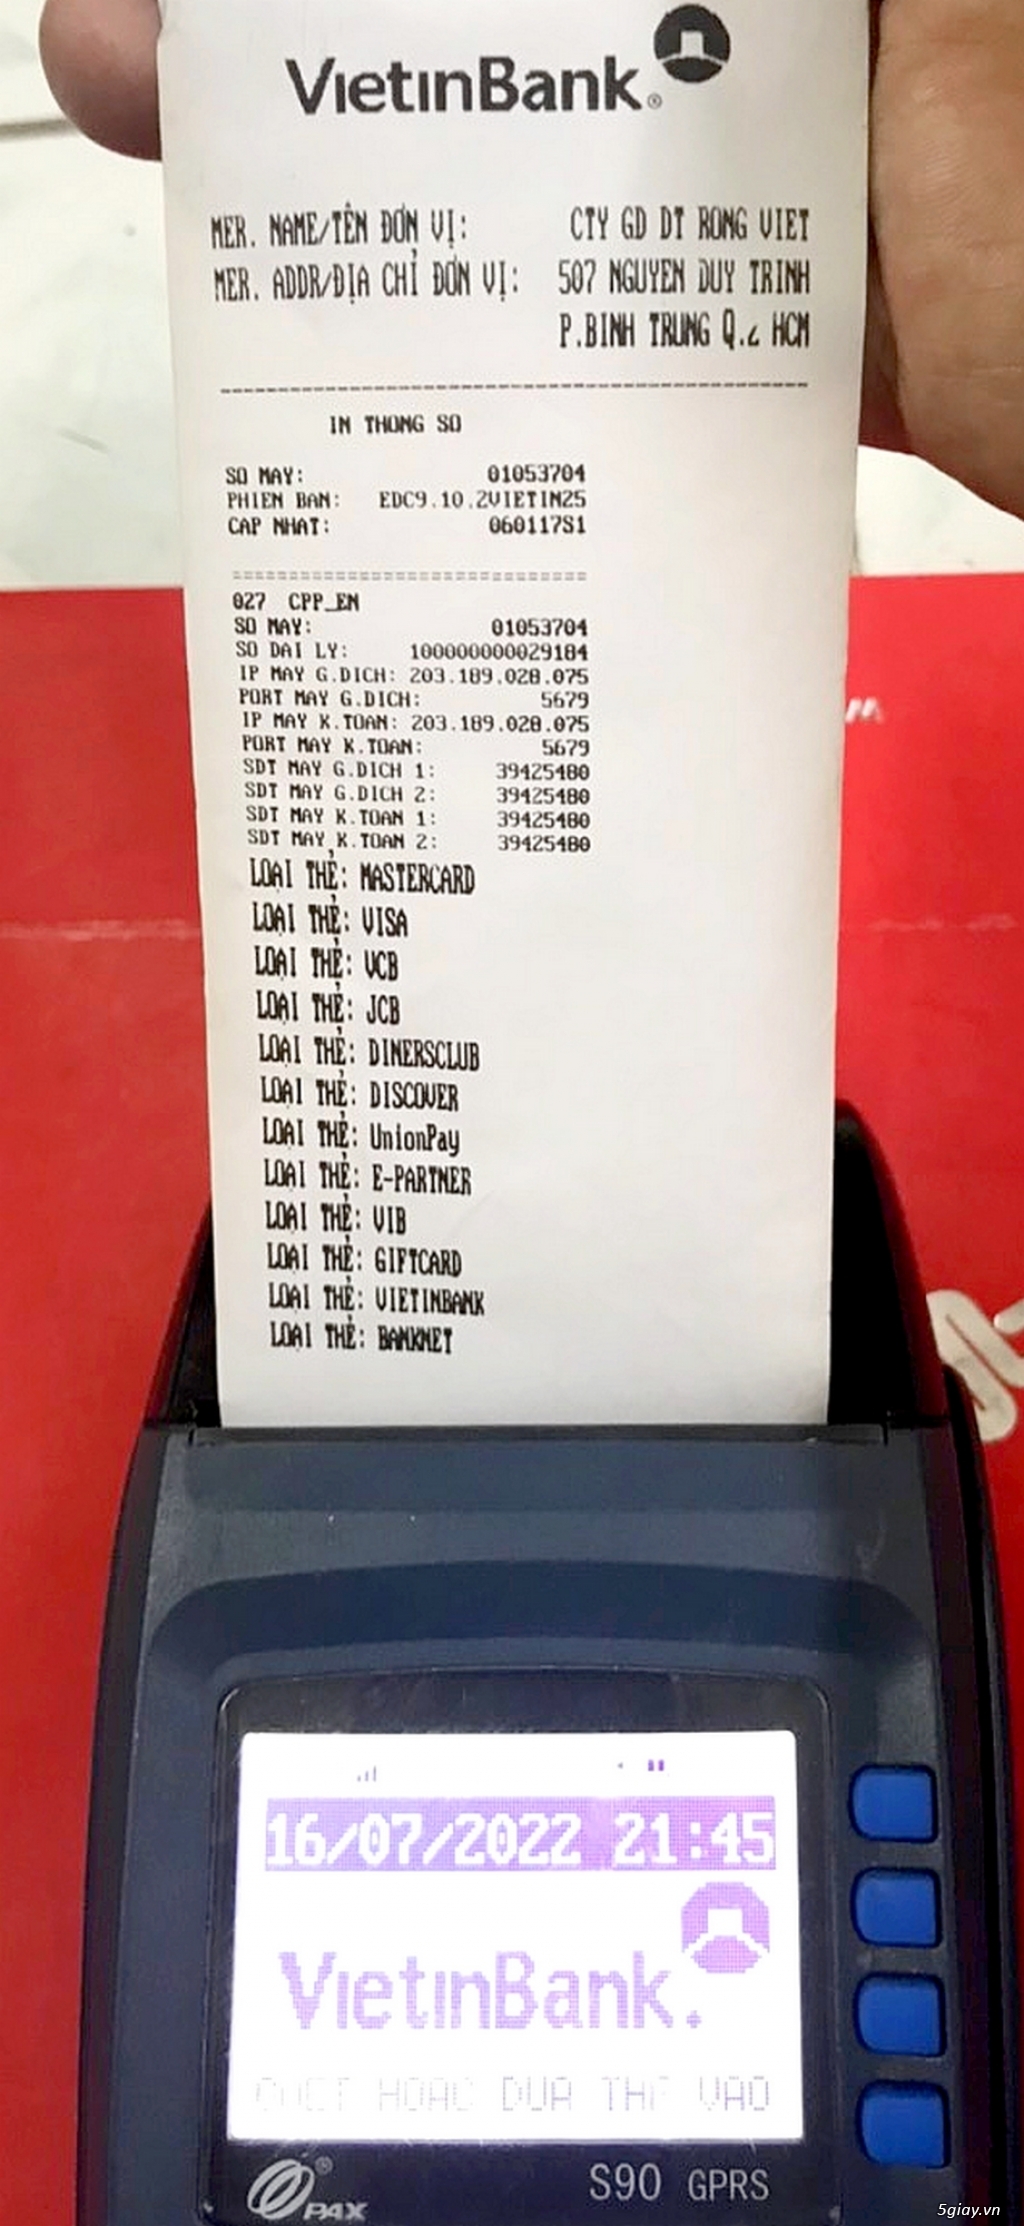 VietinBank®
MER. NAME/TÊN ĐƠN VỊ: CTY GD DT RONG VIET
MER. ADDR/ĐỊA CHỈ ĐƠN VỊ: 507 NGUYEN DUY TRINH
P.BINH TRUNG Q.2 HCM
IN THONG SO
SO MAY: 01053704
PHIEN BAN: EDC9.10.2VIETIN25
CAP NHAT: 060117S1
027 CPP_EN
SO MAY: 01053704
SO DAI LY: 100000000029184
IP MAY G.DICH: 203.189.028.075
PORT MAY G.DICH: 5679
IP MAY K.TOAN: 203.189.028.075
PORT MAY K.TOAN: 5679
SDT MAY G.DICH 1: 39425480
SDT MAY G.DICH 2: 39425480
SDT MAY K.TOAN 1: 39425480
SDT MAY K.TOAN 2: 39425480
LOẠI THẺ: MASTERCARD
LOẠI THẺ: VISA
LOẠI THẺ: VCB
LOẠI THẺ: JCB
LOẠI THẺ: DINERSCLUB
LOẠI THẺ: DISCOVER
LOẠI THẺ: UnionPay
LOẠI THẺ: E-PARTNER
LOẠI THẺ: VIB
LOẠI THẺ: GIFTCARD
LOẠI THẺ: VIETINBANK
LOẠI THẺ: BANKNET
16/07/2022 21:45
VietinBank
HOAC DUA THE VAO
PAX® S90 GPRS
5giay.vn